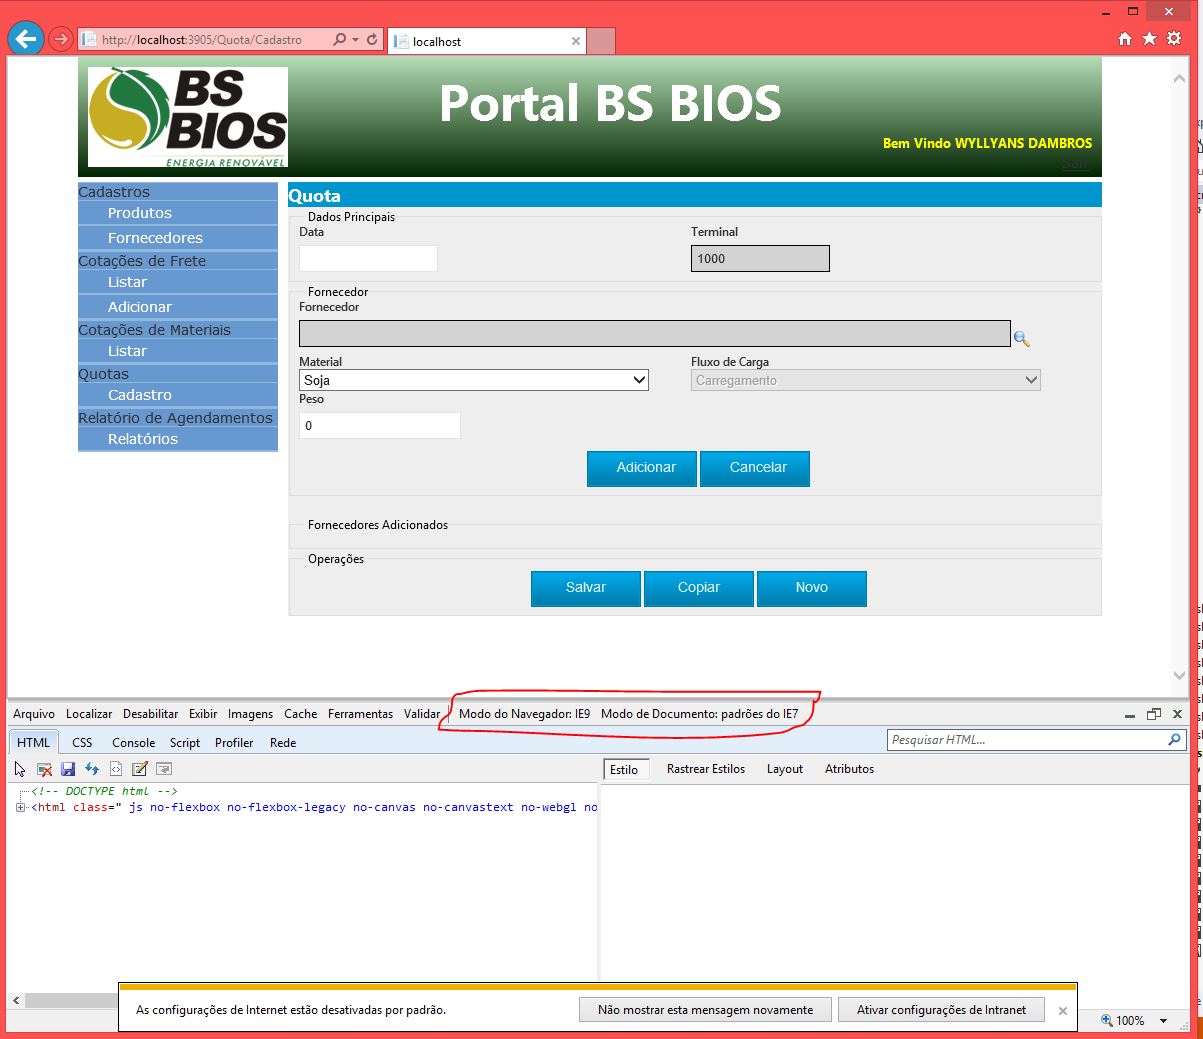 http://localhost:3905/Quota/Cadastro
localhost
BS BIOS
ENERGIA RENOVÁVEL
Portal BS BIOS
Bem Vindo WYLLYANS DAMBROS
Sair
Cadastros
Produtos
Fornecedores
Cotações de Frete
Listar
Adicionar
Cotações de Materiais
Listar
Quotas
Cadastro
Relatório de Agendamentos
Relatórios
Quota
Dados Principais
Data Terminal
1000
Fornecedor
Fornecedor
Material Fluxo de Carga
Soja Carregamento
Peso
0
Adicionar Cancelar
Fornecedores Adicionados
Operações
Salvar Copiar Novo
Arquivo Localizar Desabilitar Exibir Imagens Cache Ferramentas Validar Modo do Navegador: IE9 Modo de Documento: padrões do IE7
HTML CSS Console Script Profiler Rede Pesquisar HTML...
Estilo Rastrear Estilos Layout Atributos
<!-- DOCTYPE html -->
<html class=" js no-flexbox no-flexbox-legacy no-canvas no-canvastext no-webgl no
As configurações de Internet estão desativadas por padrão. Não mostrar esta mensagem novamente Ativar configurações de Intranet
100%